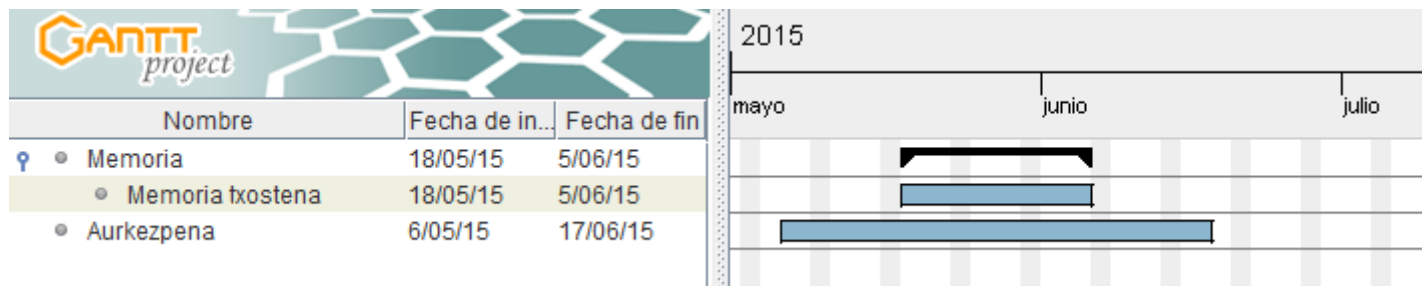 GANTT
project
2015
mayo junio julio
Nombre Fecha de in... Fecha de fin
Memoria 18/05/15 5/06/15
Memoria txostena 18/05/15 5/06/15
Aurkezpena 6/05/15 17/06/15